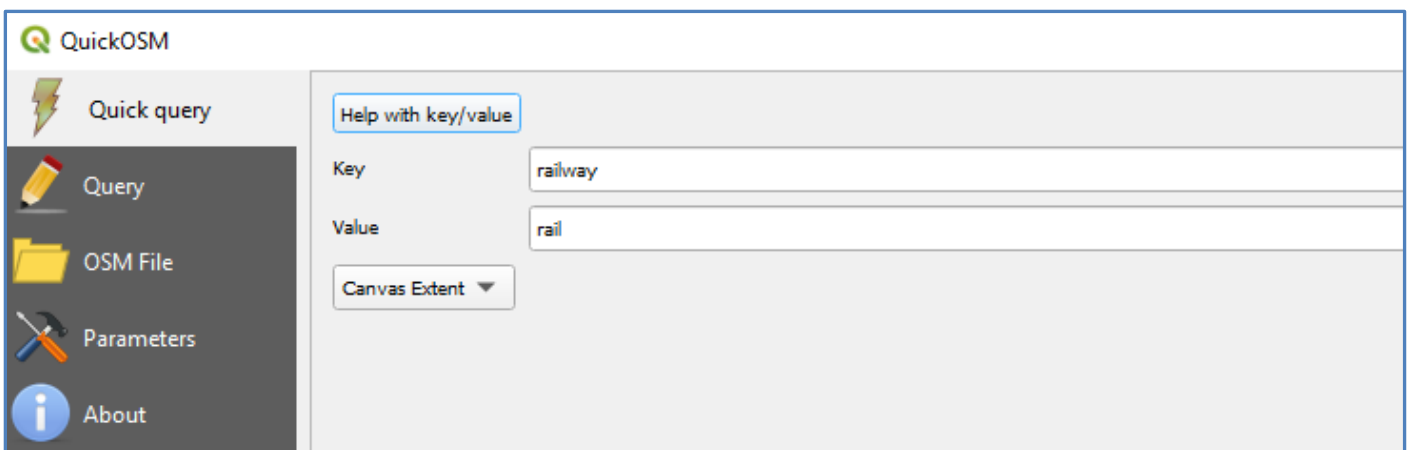 QuickOSM
Quick query
Query
OSM File
Parameters
About
Help with key/value
Key railway
Value rail
Canvas Extent